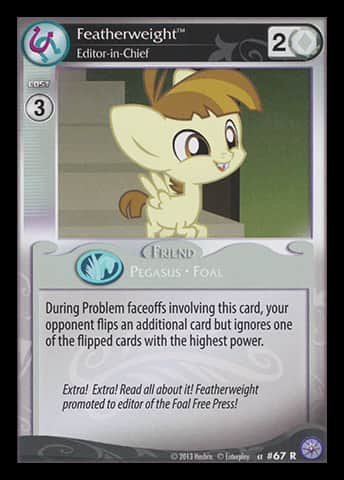 Featherweight™
Editor-in-Chief
2
COST
3
FRIEND
PEGASUS • FOAL
During Problem faceoffs involving this card, your
opponent flips an additional card but ignores one
of the flipped cards with the highest power.
Extra! Extra! Read all about it! Featherweight
promoted to editor of the Foal Free Press!
© 2013 Hasbro. © Enterplay. α #67 R